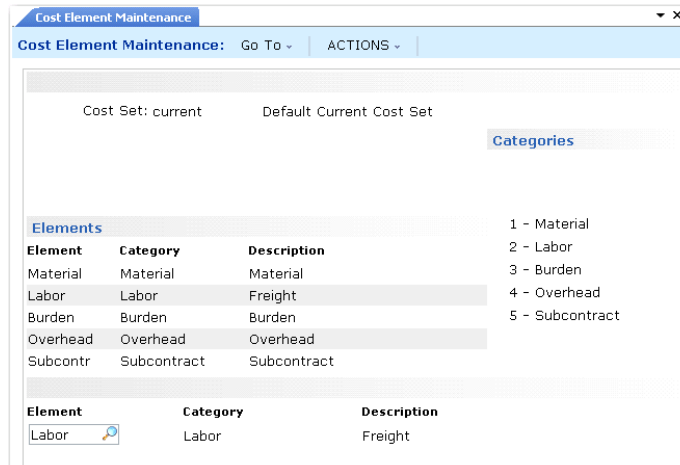 Cost Element Maintenance
Cost Element Maintenance: Go To ACTIONS
Cost Set: current Default Current Cost Set
Categories
1 - Material
2 - Labor
3 - Burden
4 - Overhead
5 - Subcontract
Elements
Element Category Description
Material Material Material
Labor Labor Freight
Burden Burden Burden
Overhead Overhead Overhead
Subcontr Subcontract Subcontract
Element Category Description
Labor Labor Freight